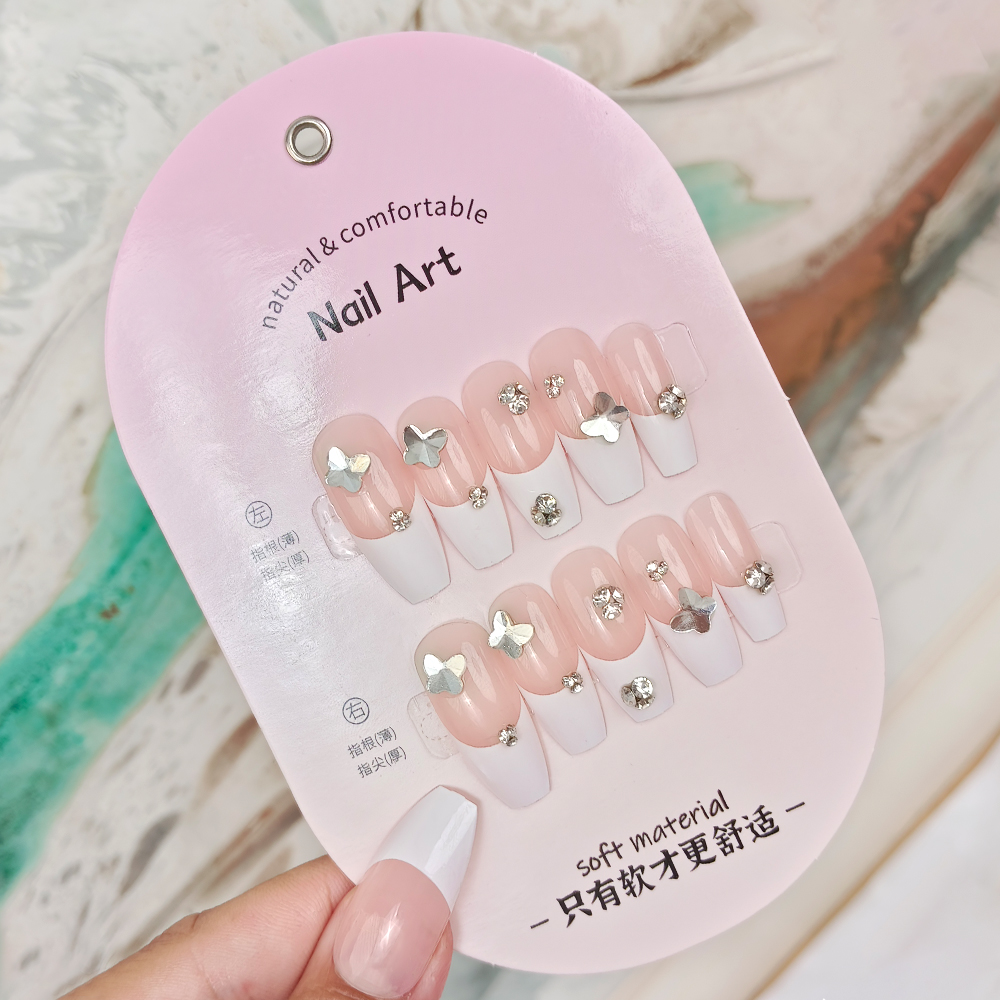 natural & comfortable
Nail Art
左
指根(薄)
指尖(厚)
右
指根(薄)
指尖(厚)
soft material
– 只有软才更舒适 –